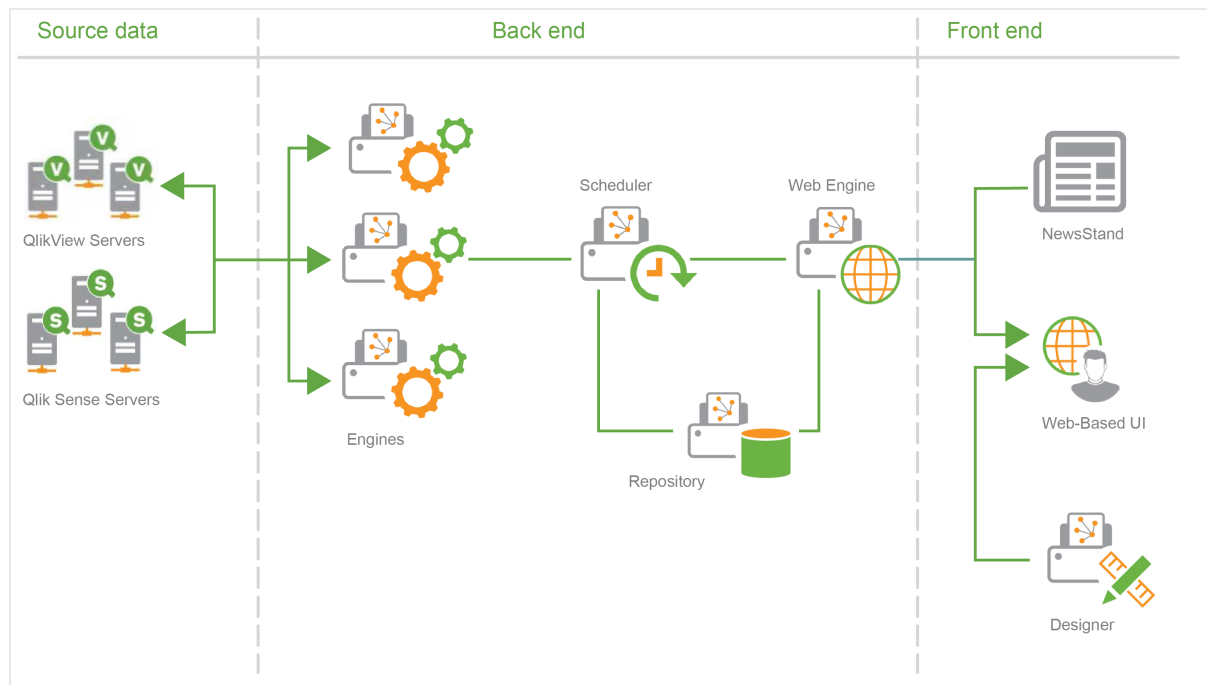 Source data
Back end
Front end
V
V
V
QlikView Servers
S
S
S
Qlik Sense Servers
Engines
Scheduler
Web Engine
Repository
NewsStand
Web-Based UI
Designer